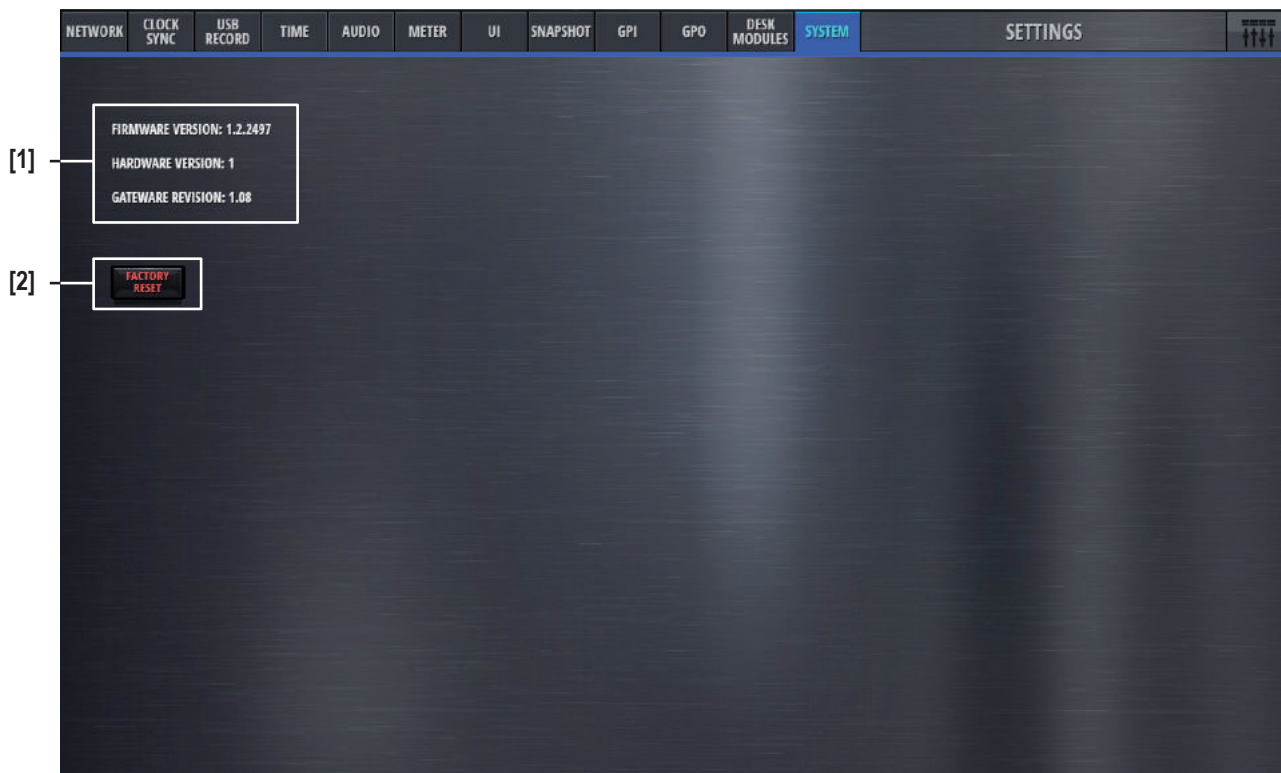 NETWORK
CLOCK
SYNC
USB
RECORD
TIME
AUDIO
METER
UI
SNAPSHOT
GPI
GPO
DESK
MODULES
SYSTEM
SETTINGS
[1]
FIRMWARE VERSION: 1.2.2497
HARDWARE VERSION: 1
GATEWARE REVISION: 1.08
[2]
FACTORY
RESET